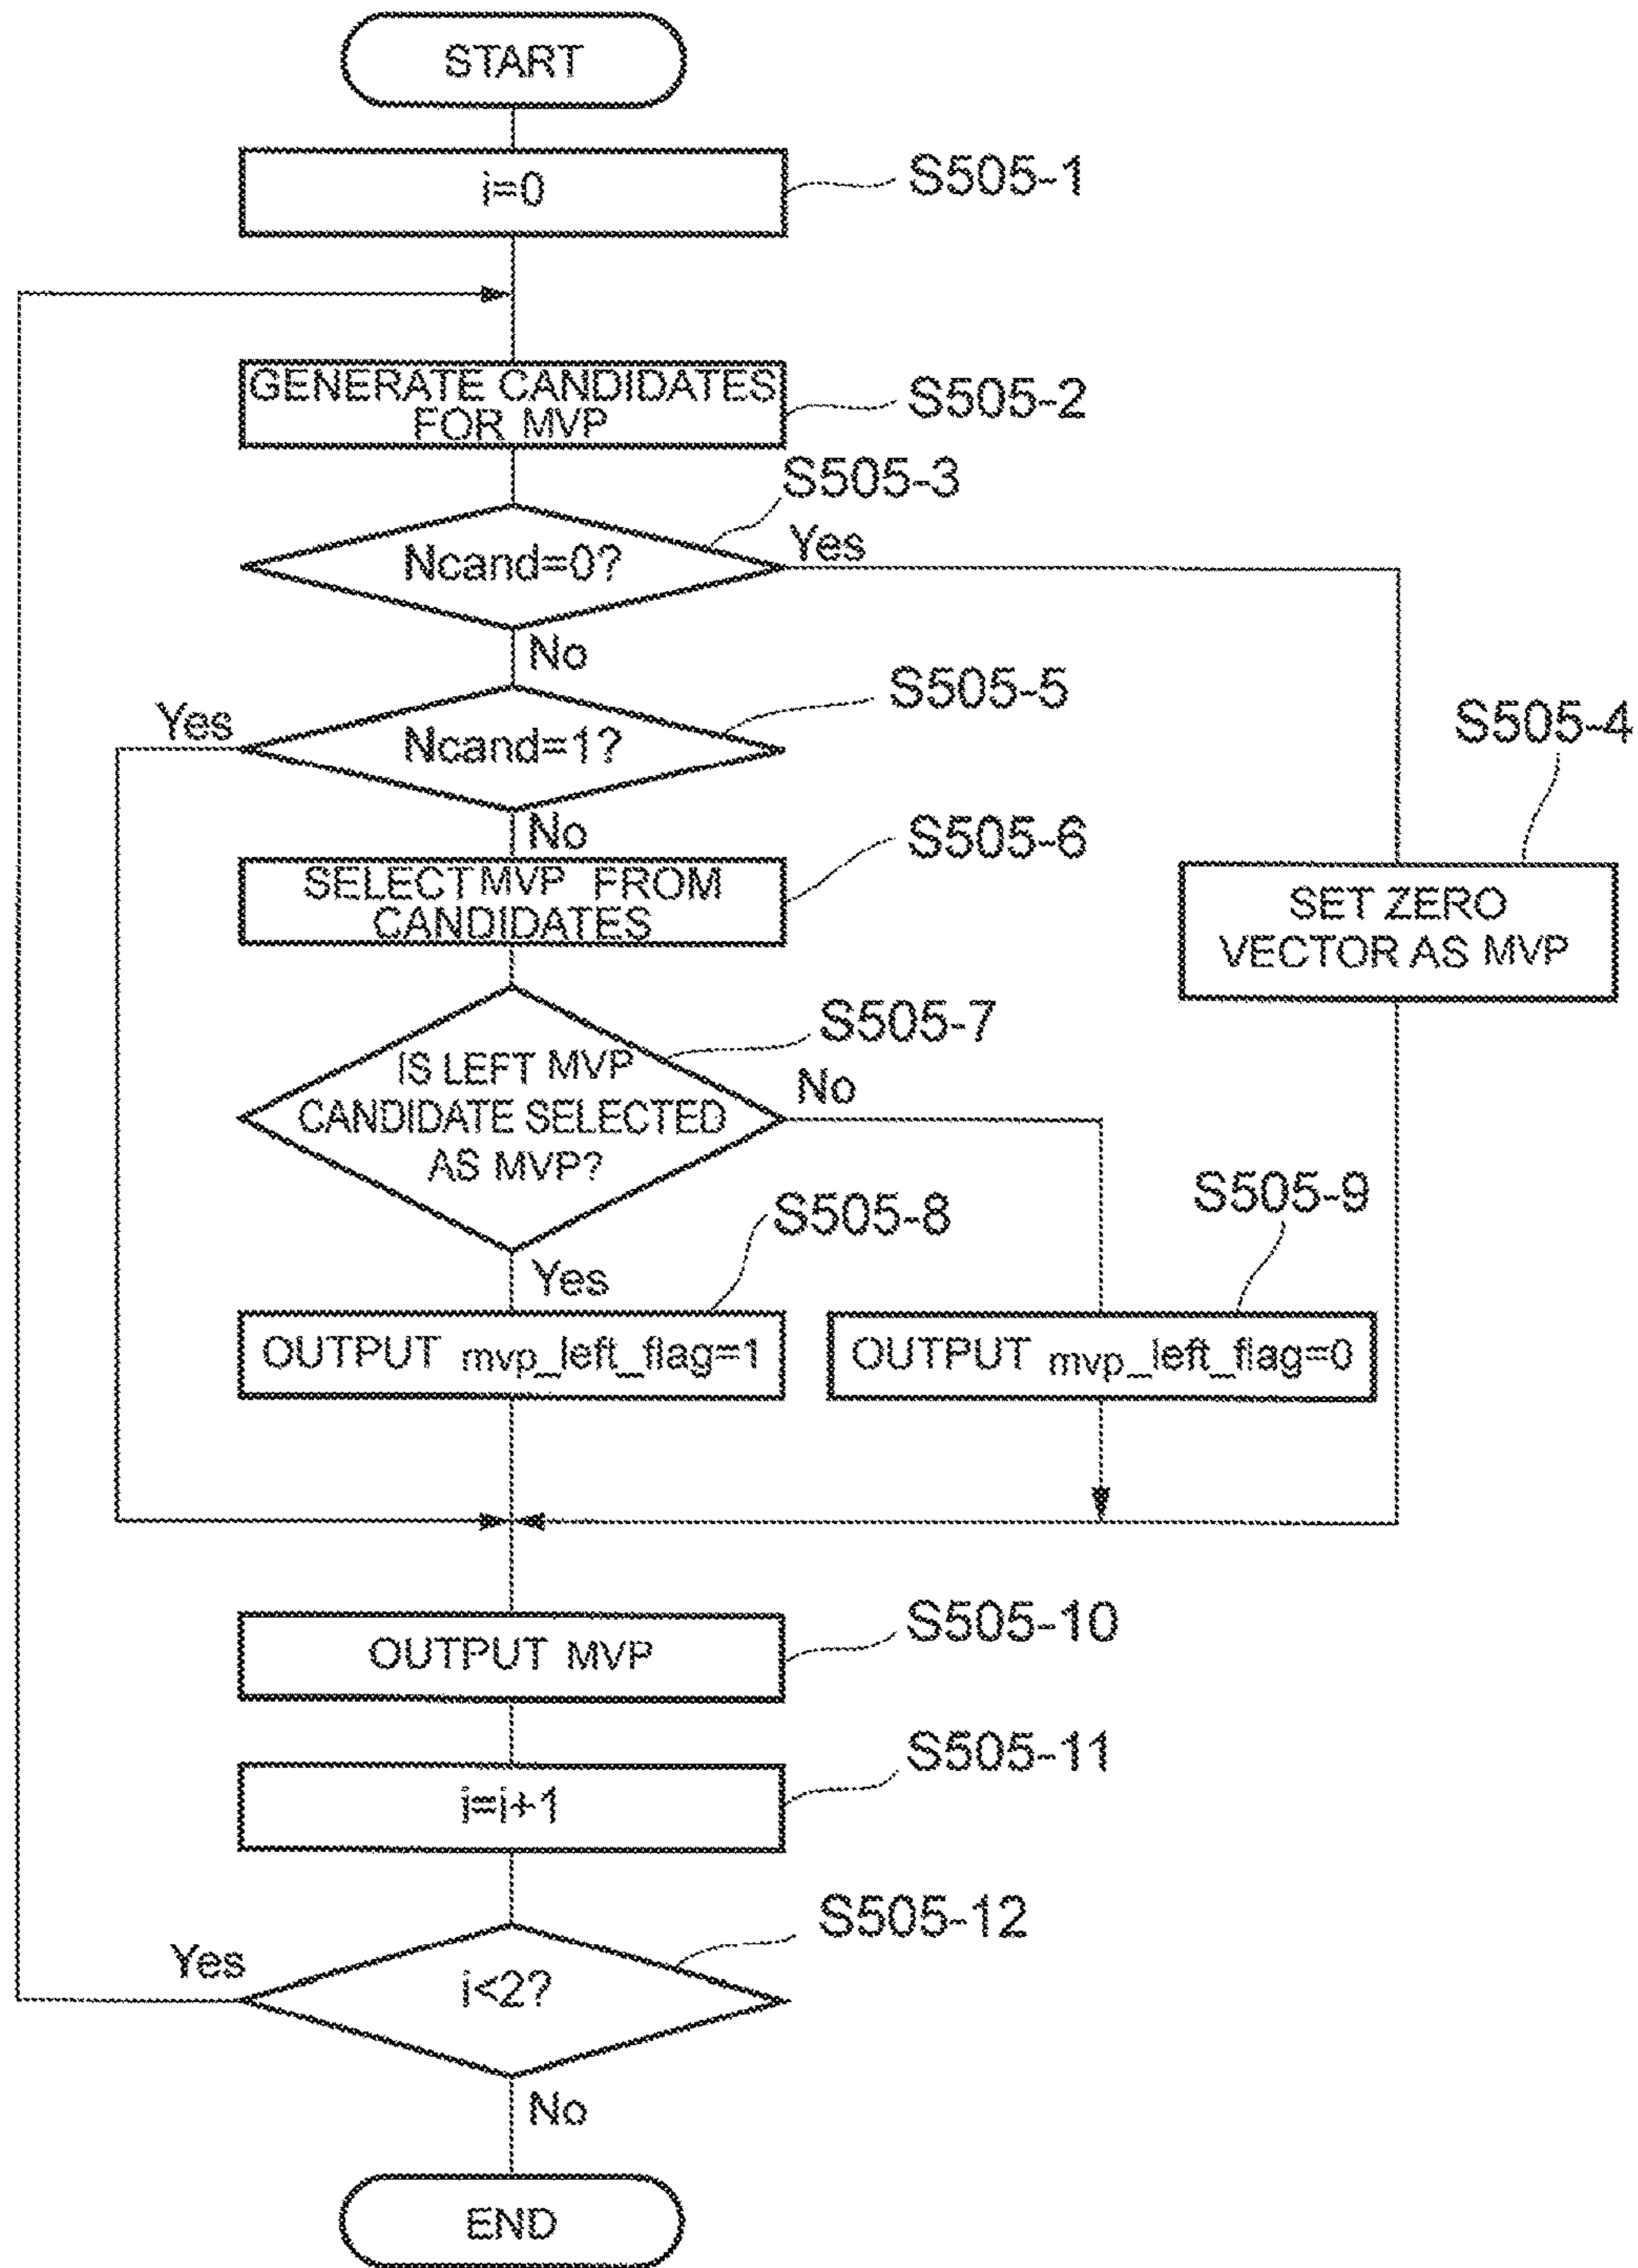 START
i=0
S505-1
GENERATE CANDIDATES
FOR MVP
S505-2
S505-3
Ncand=0?
Yes
No
S505-5
Yes
Ncand=1?
S505-4
No
S505-6
SELECT MVP FROM
CANDIDATES
SET ZERO
VECTOR AS MVP
S505-7
IS LEFT MVP
CANDIDATE SELECTED
AS MVP?
No
S505-9
S505-8
Yes
OUTPUT mvp_left_flag=1
OUTPUT mvp_left_flag=0
S505-10
OUTPUT MVP
S505-11
i=i+1
S505-12
Yes
i<2?
No
END